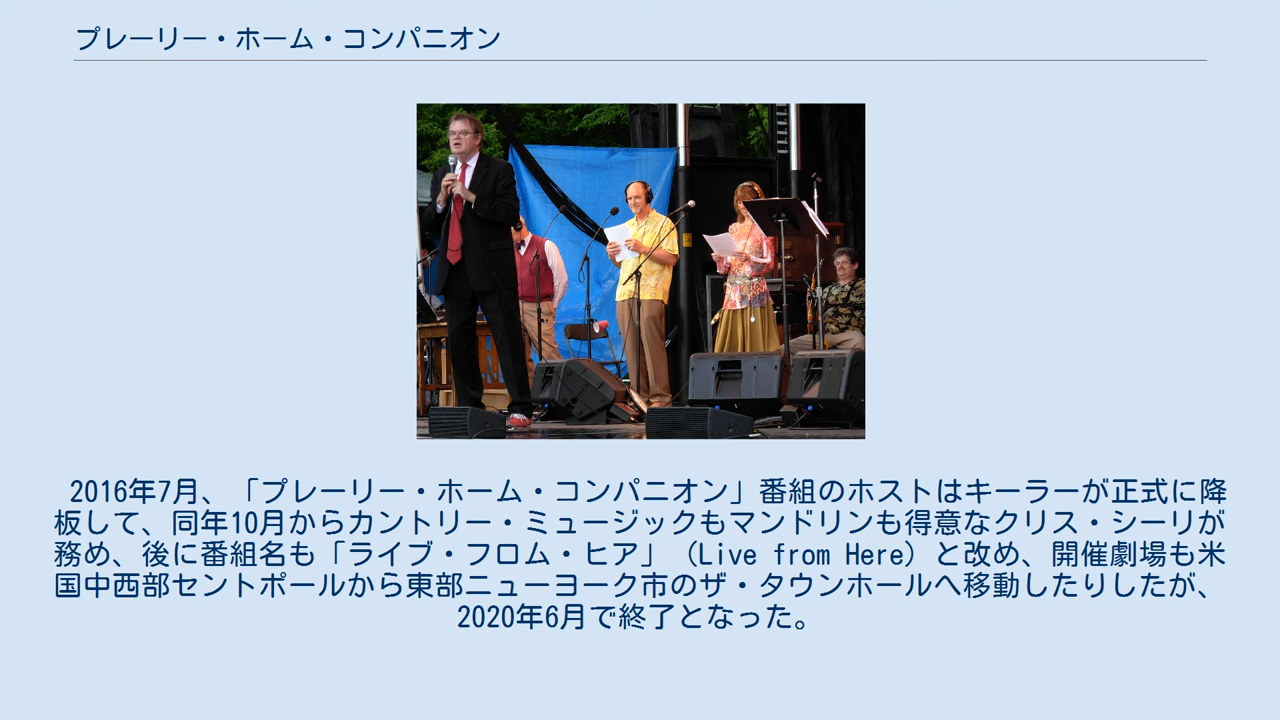 プレーリー・ホーム・コンパニオン
2016年7月、「プレーリー・ホーム・コンパニオン」番組のホストはキーラーが正式に降
板して、同年10月からカントリー・ミュージックもマンドリンも得意なクリス・シーリが
務め、後に番組名も「ライブ・フロム・ヒア」（Live from Here）と改め、開催劇場も米
国中西部セントポールから東部ニューヨーク市のザ・タウンホールへ移動したりしたが、
2020年6月で終了となった。